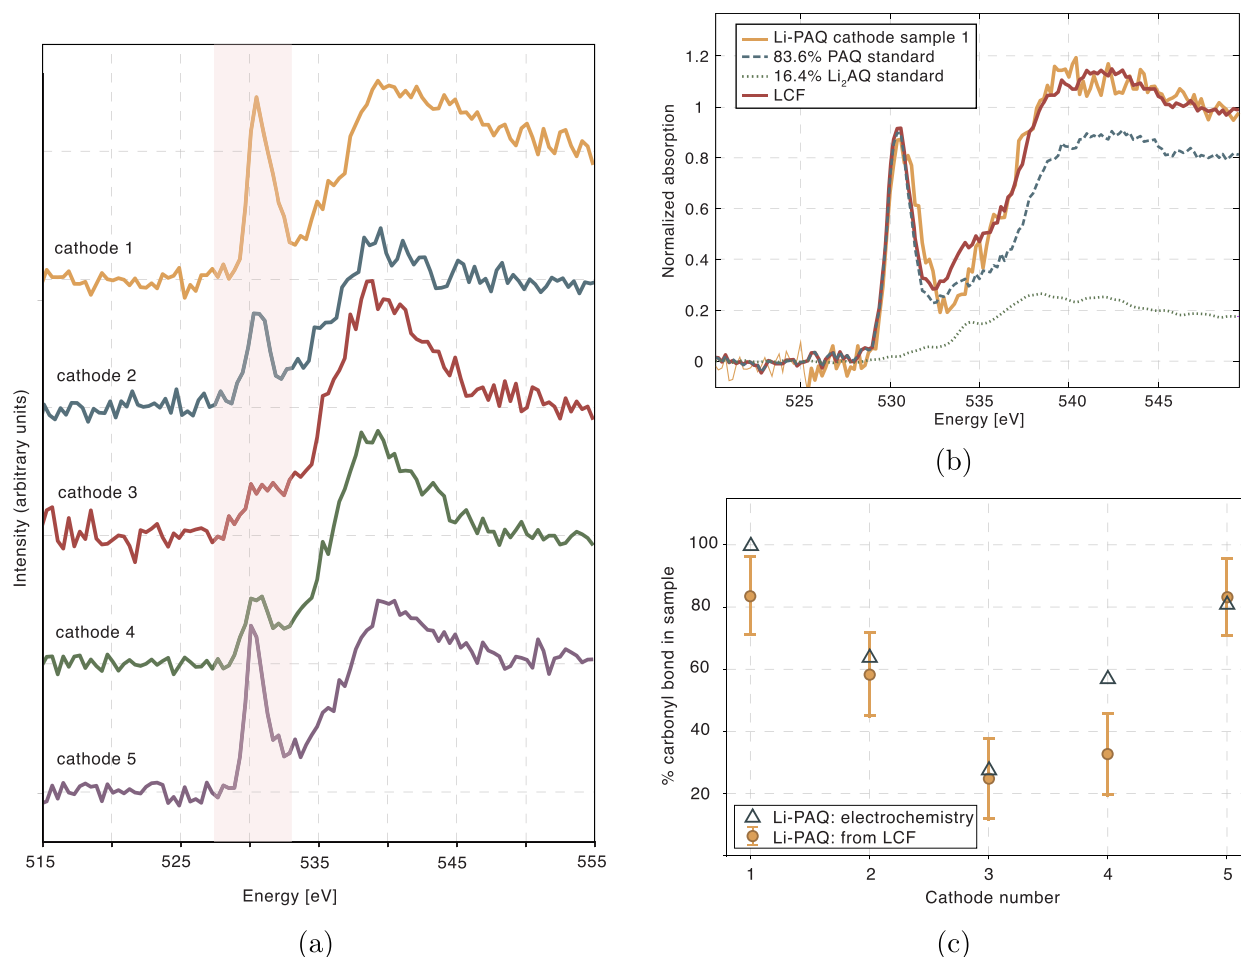 cathode 1
cathode 2
cathode 3
cathode 4
cathode 5
Intensity (arbitrary units)
515 525 535 545 555
Energy [eV]
(a)
Li-PAQ cathode sample 1
83.6% PAQ standard
16.4% Li₂AQ standard
LCF
Normalized absorption
1.2
1
0.8
0.6
0.4
0.2
0
525 530 535 540 545
Energy [eV]
(b)
% carbonyl bond in sample
100
80
60
40
20
Li-PAQ: electrochemistry
Li-PAQ: from LCF
1 2 3 4 5
Cathode number
(c)